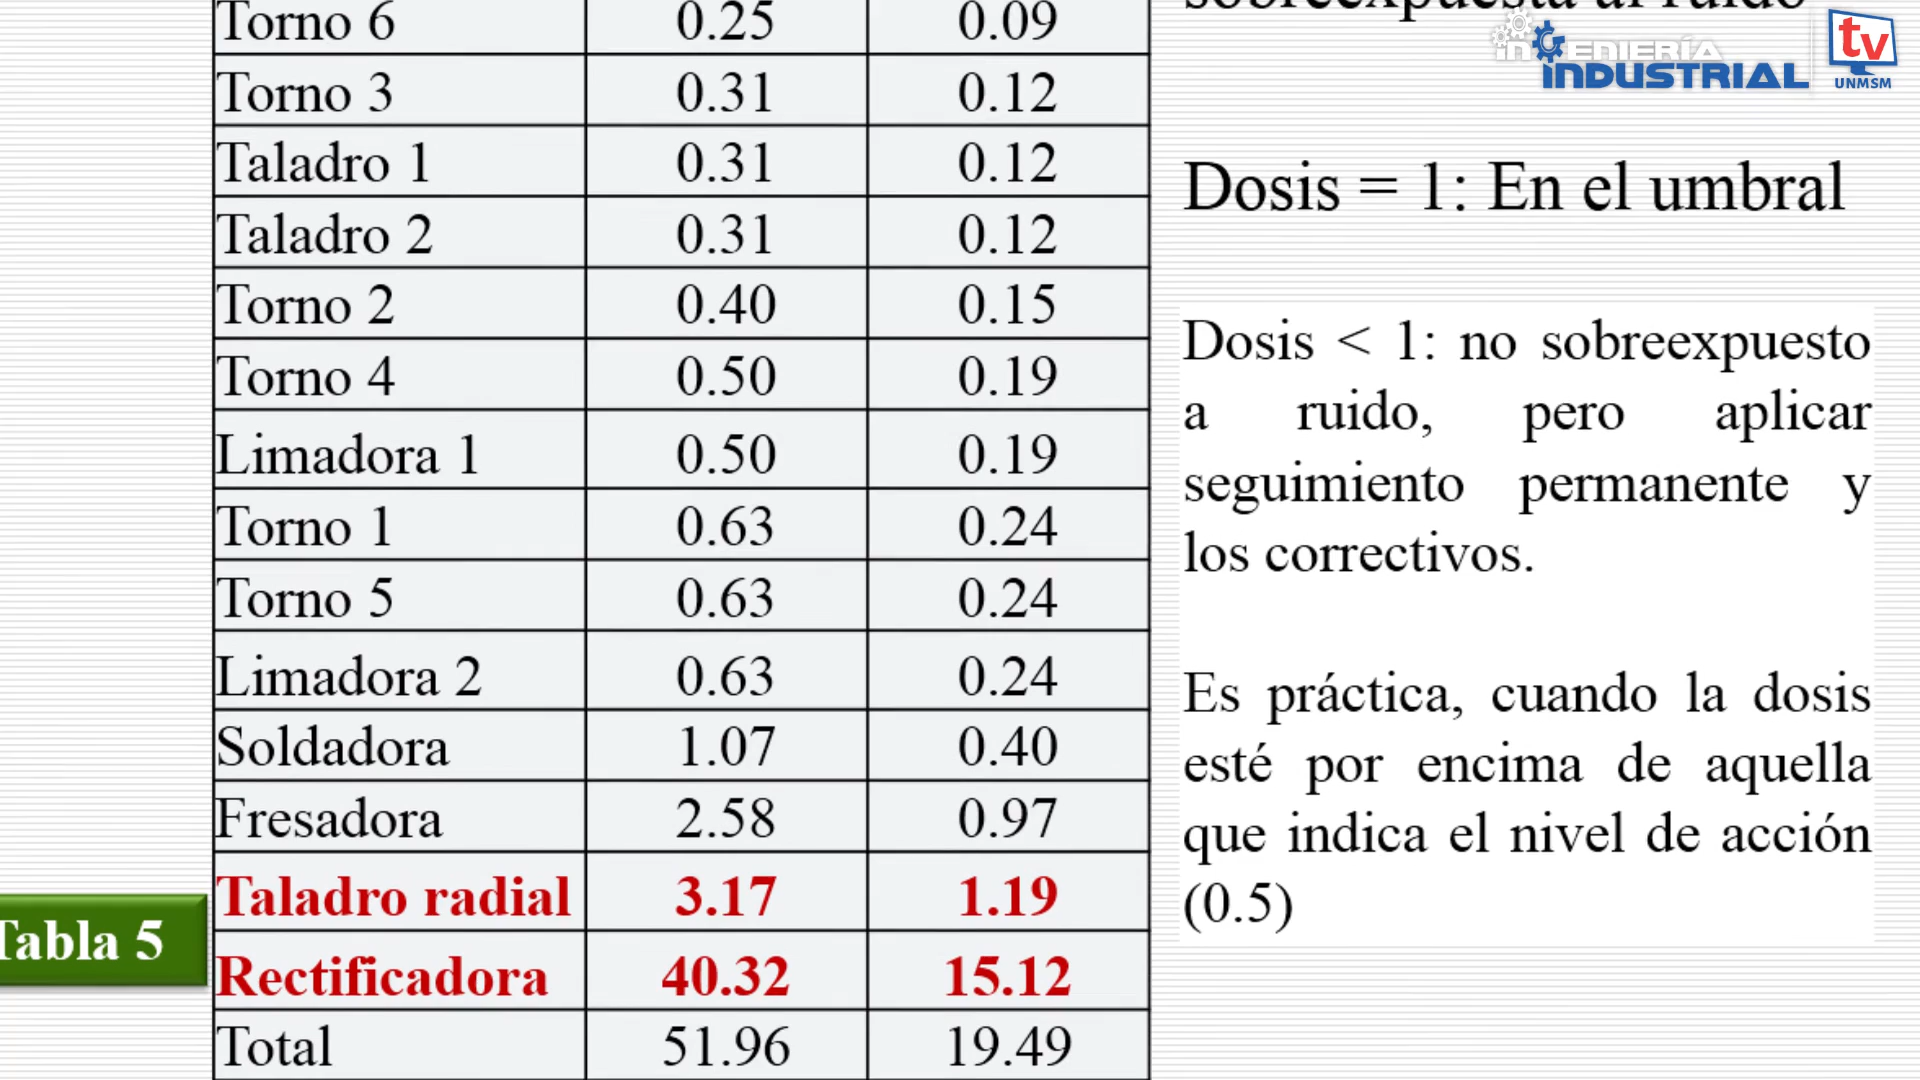 Torno 6 0.25 0.09
Torno 3 0.31 0.12
Taladro 1 0.31 0.12
Taladro 2 0.31 0.12
Torno 2 0.40 0.15
Torno 4 0.50 0.19
Limadora 1 0.50 0.19
Torno 1 0.63 0.24
Torno 5 0.63 0.24
Limadora 2 0.63 0.24
Soldadora 1.07 0.40
Fresadora 2.58 0.97
Taladro radial 3.17 1.19
Rectificadora 40.32 15.12
Total 51.96 19.49
Tabla 5
sobreexpuesta al ruido
Dosis = 1: En el umbral
Dosis < 1: no sobreexpuesto
a ruido, pero aplicar
seguimiento permanente y
los correctivos.
Es práctica, cuando la dosis
esté por encima de aquella
que indica el nivel de acción
(0.5)
INGENIERÍA
INDUSTRIAL
tv
UNMSM